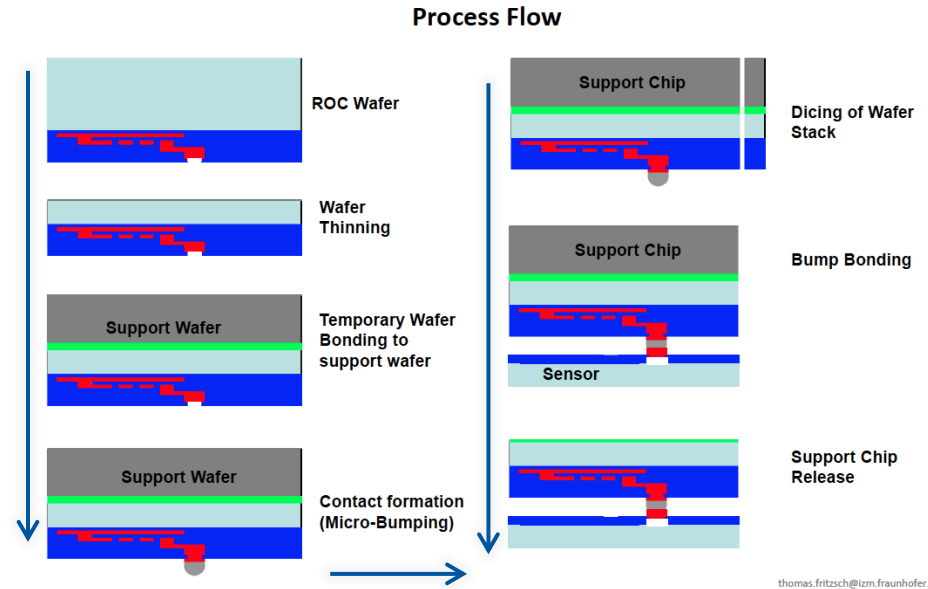 Process Flow
ROC Wafer
Wafer
Thinning
Support Wafer
Temporary Wafer
Bonding to
support wafer
Support Wafer
Contact formation
(Micro-Bumping)
Support Chip
Dicing of Wafer
Stack
Support Chip
Bump Bonding
Sensor
Support Chip
Release
thomas.fritzsch@izm.fraunhofer.